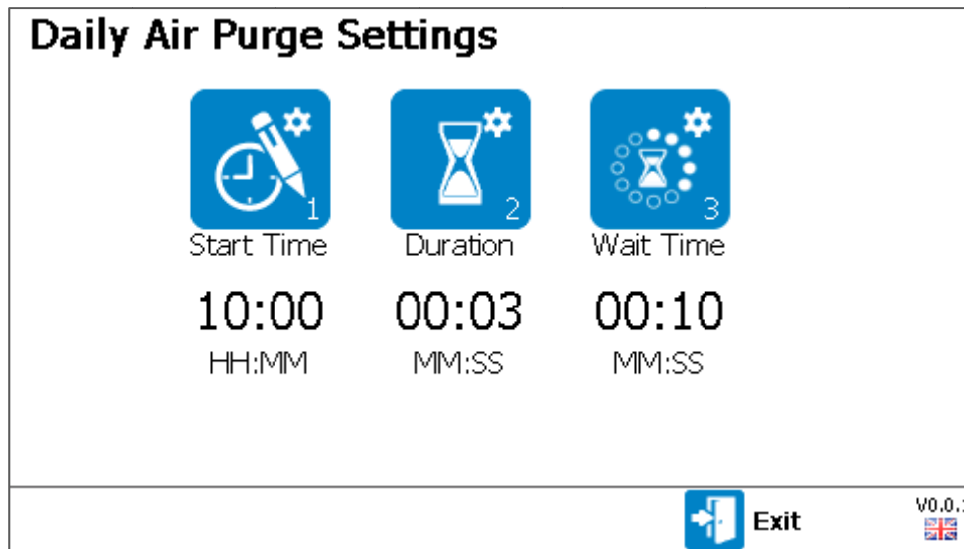 Daily Air Purge Settings
1 2 3
Start Time Duration Wait Time
10:00 00:03 00:10
HH:MM MM:SS MM:SS
Exit